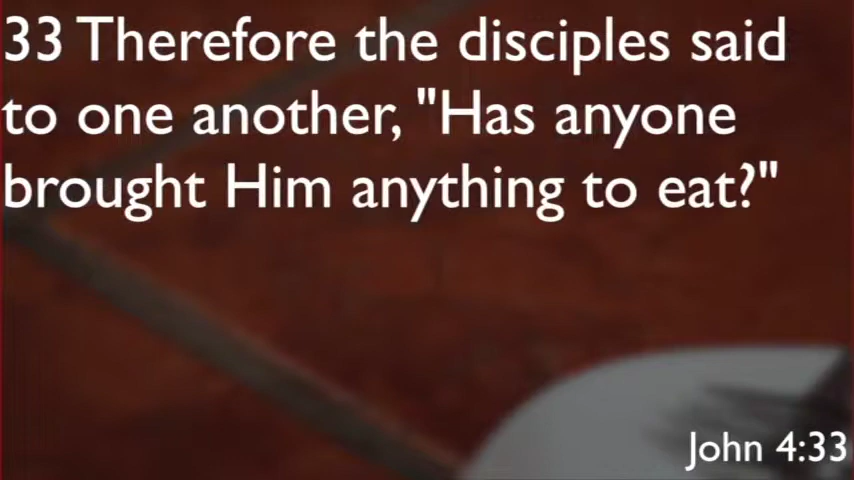 33 Therefore the disciples said
to one another, "Has anyone
brought Him anything to eat?"
John 4:33